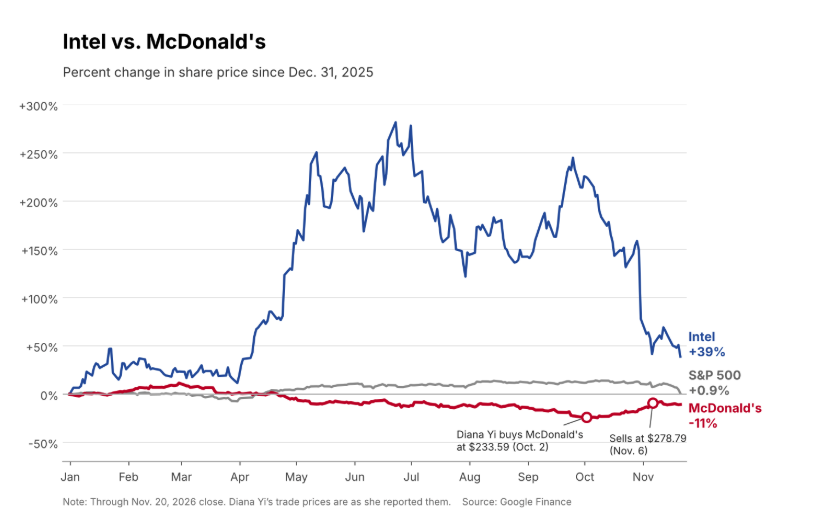 Intel vs. McDonald's
Percent change in share price since Dec. 31, 2025
+300%
+250%
+200%
+150%
+100%
+50%
0%
-50%
Intel
+39%
S&P 500
+0.9%
McDonald's
-11%
Diana Yi buys McDonald's
at $233.59 (Oct. 2)
Sells at $278.79
(Nov. 6)
Jan Feb Mar Apr May Jun Jul Aug Sep Oct Nov
Note: Through Nov. 20, 2026 close. Diana Yi’s trade prices are as she reported them. Source: Google Finance